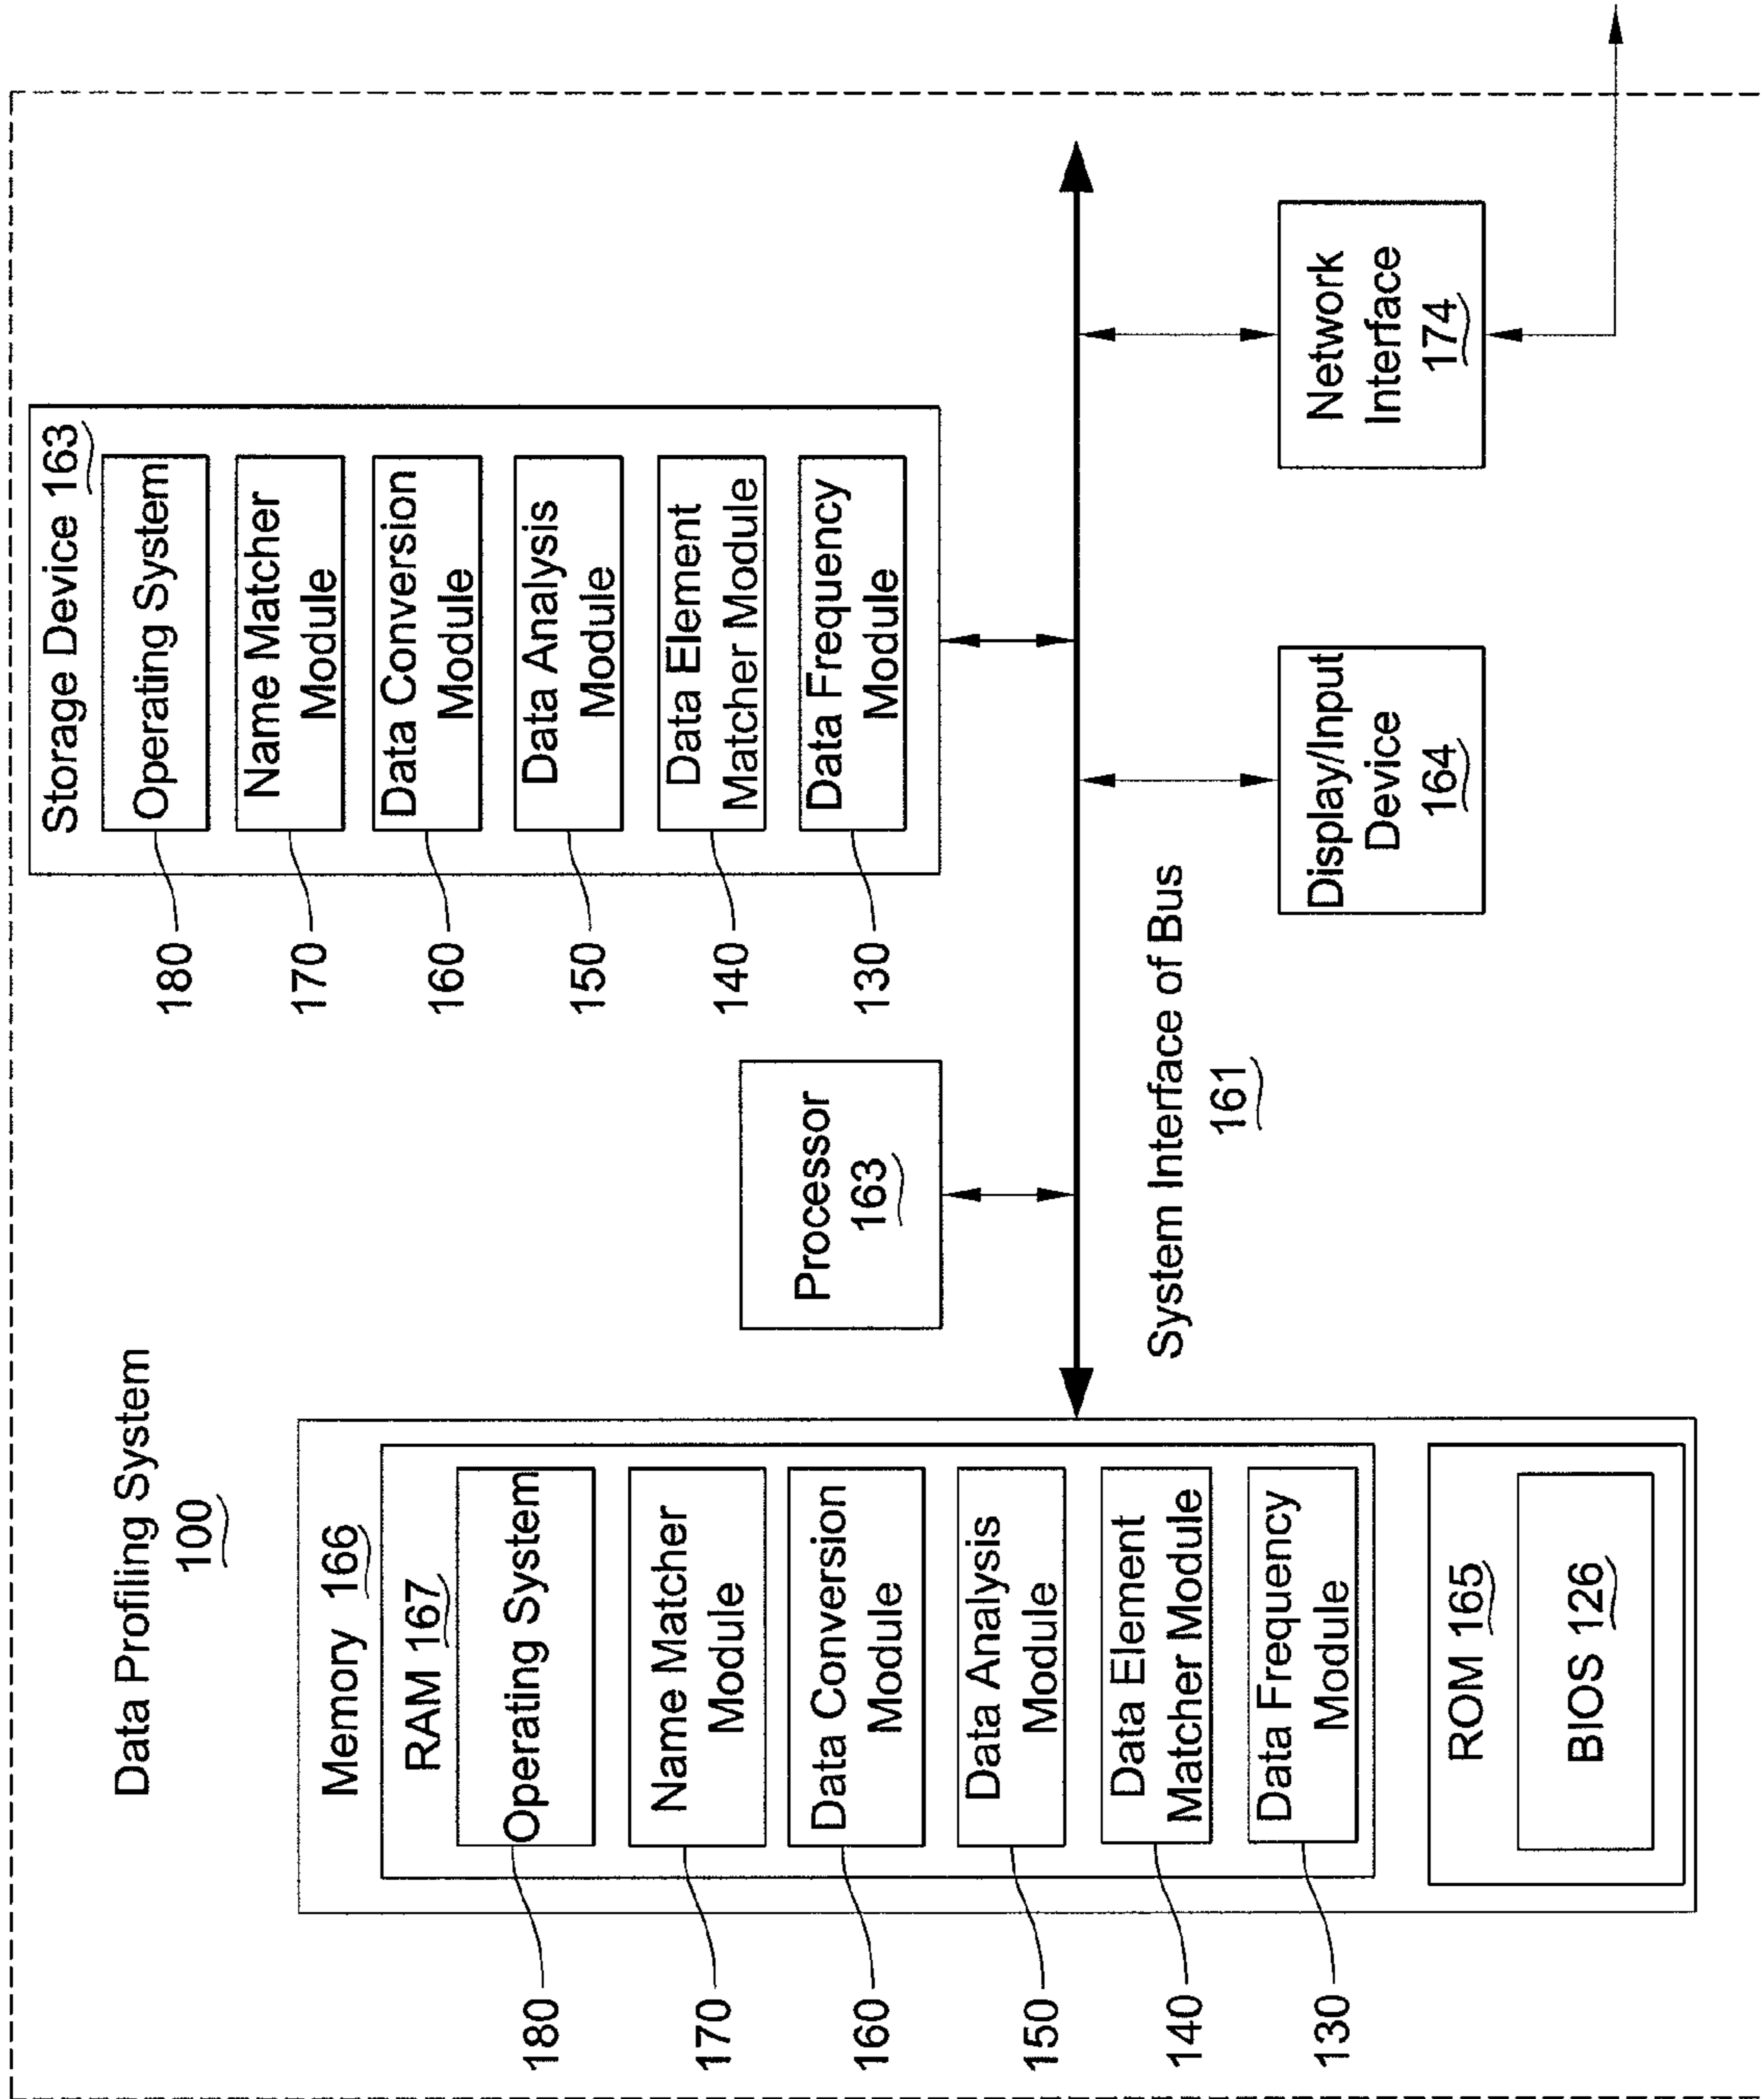 Data Profiling System
100
Memory 166
RAM 167
Operating System
180
Name Matcher
Module
170
Data Conversion
Module
160
Data Analysis
Module
150
Data Element
Matcher Module
140
Data Frequency
Module
130
ROM 165
BIOS 126
Processor
163
Storage Device 163
Operating System
180
Name Matcher
Module
170
Data Conversion
Module
160
Data Analysis
Module
150
Data Element
Matcher Module
140
Data Frequency
Module
130
System Interface of Bus
161
Display/Input
Device
164
Network
Interface
174